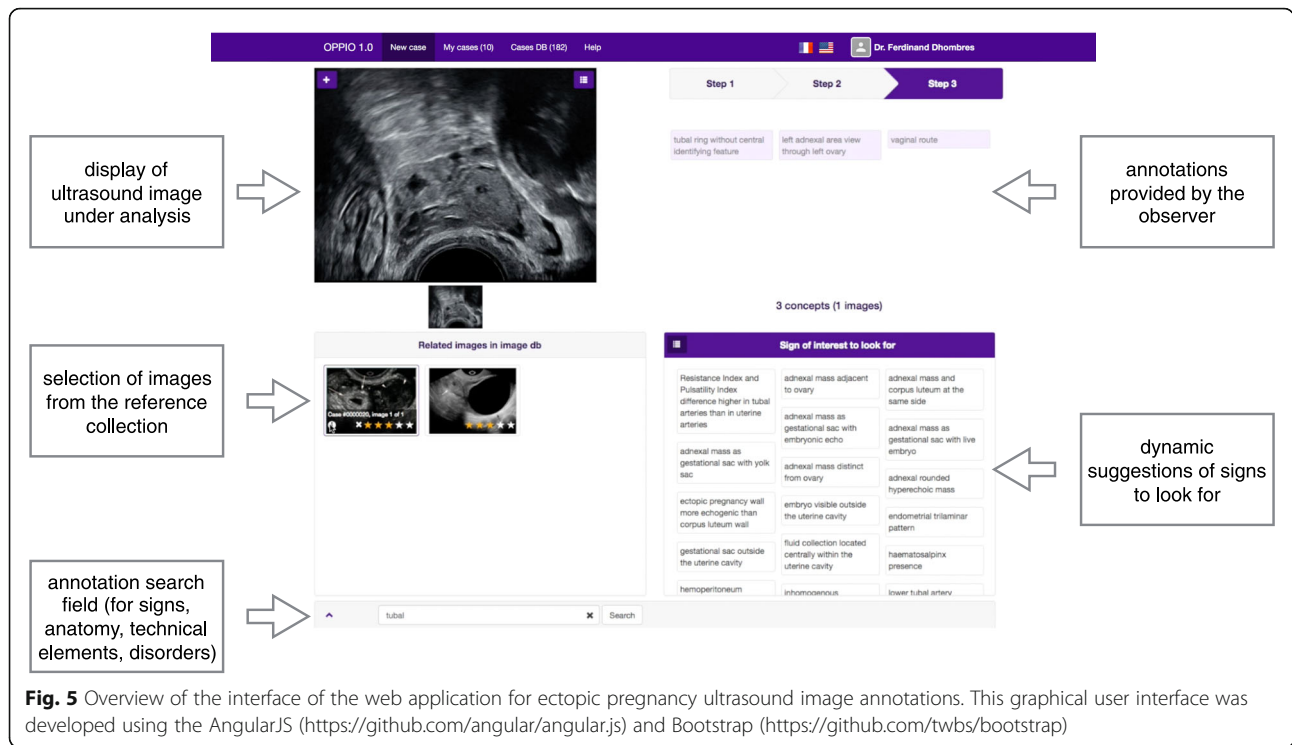 OPPIO 1.0 New case My cases (10) Cases DB (182) Help Dr. Ferdinand Dhombres
Step 1 Step 2 Step 3
tubal ring without central
identifying feature
left adnexal area view
through left ovary
vaginal route
display of
ultrasound image
under analysis
annotations
provided by the
observer
3 concepts (1 images)
Related images in image db
Case #0000020, image 1 of 1
selection of images
from the reference
collection
Sign of interest to look for
Resistance Index and
Pulsatility Index
difference higher in tubal
arteries than in uterine
arteries
adnexal mass as
gestational sac with yolk
sac
ectopic pregnancy wall
more echogenic than
corpus luteum wall
gestational sac outside
the uterine cavity
hemoperitoneum
adnexal mass adjacent
to ovary
adnexal mass as
gestational sac with
embryonic echo
adnexal mass distinct
from ovary
embryo visible outside
the uterine cavity
fluid collection located
centrally within the
uterine cavity
inhomogenous
adnexal mass and
corpus luteum at the
same side
adnexal mass as
gestational sac with live
embryo
adnexal rounded
hyperechoic mass
endometrial trilaminar
pattern
haematosalpinx
presence
lower tubal artery
dynamic
suggestions of signs
to look for
annotation search
field (for signs,
anatomy, technical
elements, disorders)
tubal Search
Fig. 5 Overview of the interface of the web application for ectopic pregnancy ultrasound image annotations. This graphical user interface was
developed using the AngularJS (https://github.com/angular/angular.js) and Bootstrap (https://github.com/twbs/bootstrap)